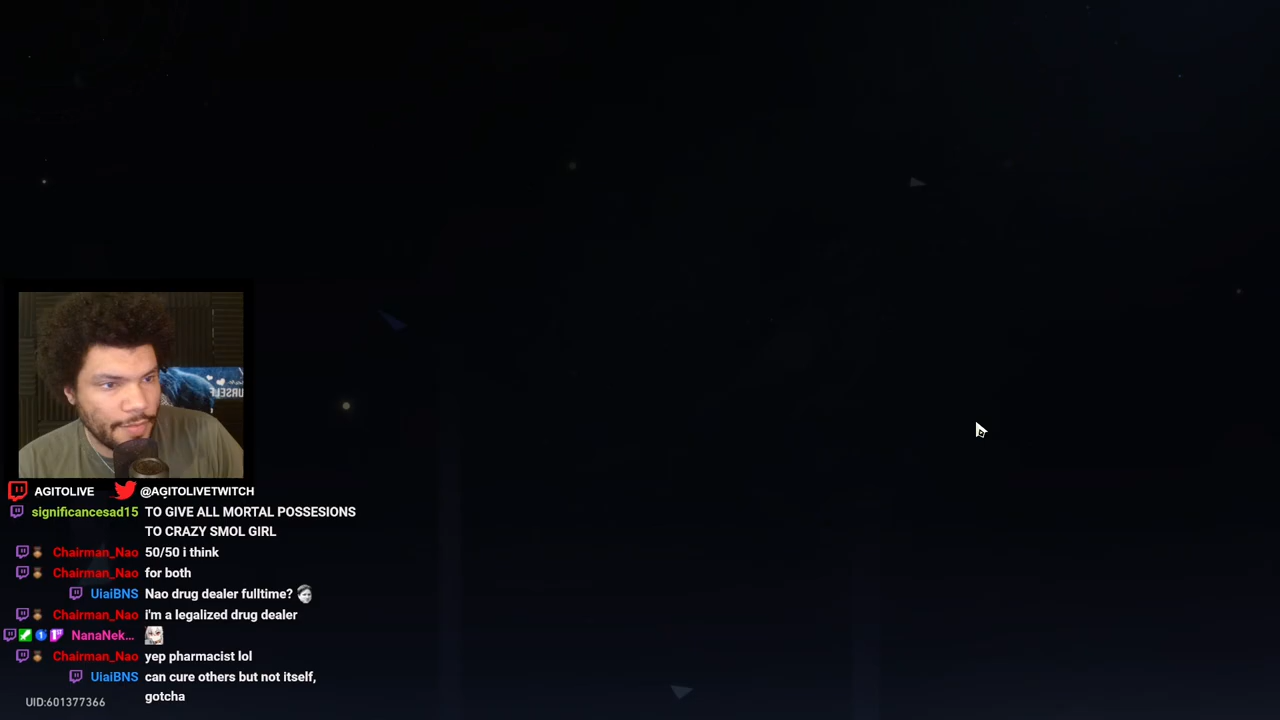 AGITOLIVE @AGITOLIVETWITCH
significancesad15 TO GIVE ALL MORTAL POSSESIONS
TO CRAZY SMOL GIRL
Chairman_Nao 50/50 i think
Chairman_Nao for both
UiaiBNS Nao drug dealer fulltime?
Chairman_Nao i'm a legalized drug dealer
NanaNek...
Chairman_Nao yep pharmacist lol
UiaiBNS can cure others but not itself,
gotcha
UID:601377366